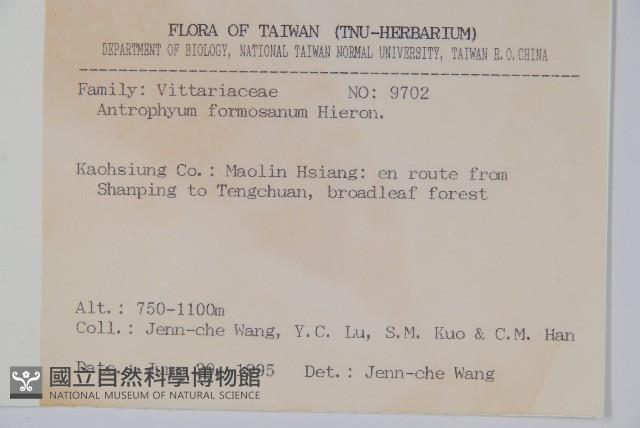 FLORA OF TAIWAN (TNU-HERBARIUM)
DEPARTMENT OF BIOLOGY, NATIONAL TAIWAN NORMAL UNIVERSITY, TAIWAN R.O.CHINA
Family: Vittariaceae NO: 9702
Antrophyum formosanum Hieron.
Kaohsiung Co.: Maolin Hsiang: en route from
Shanping to Tengchuan, broadleaf forest
Alt.: 750-1100m
Coll.: Jenn-che Wang, Y.C. Lu, S.M. Kuo & C.M. Han
Date.: 1995 Det.: Jenn-che Wang
國立自然科學博物館
NATIONAL MUSEUM OF NATURAL SCIENCE